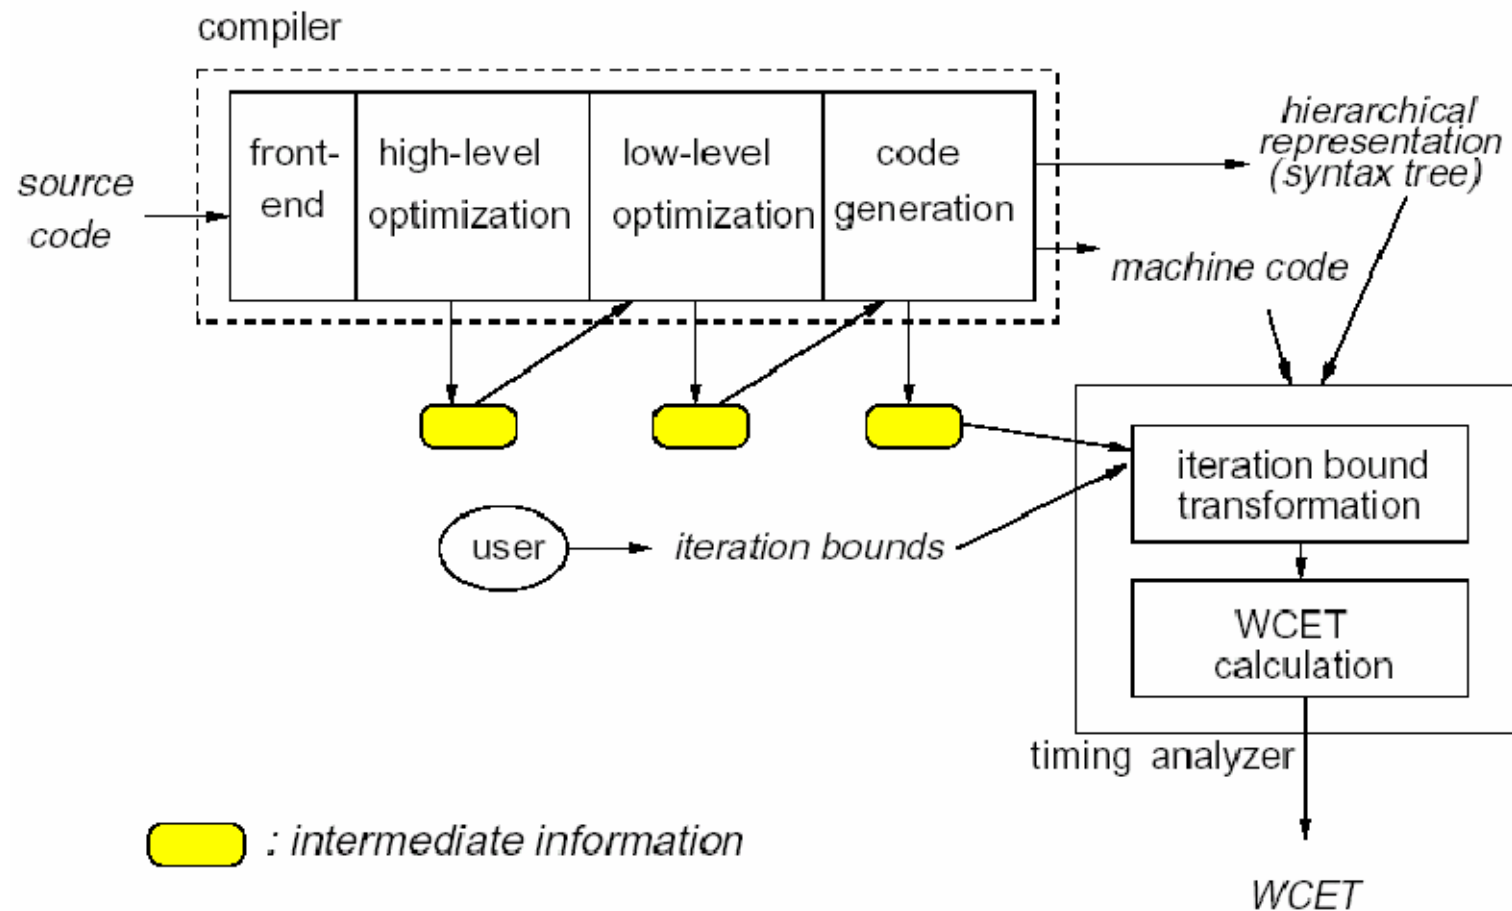 compiler
front-
end
high-level
optimization
low-level
optimization
code
generation
source
code
hierarchical
representation
(syntax tree)
machine code
iteration bound
transformation
user
iteration bounds
WCET
calculation
timing analyzer
: intermediate information
WCET